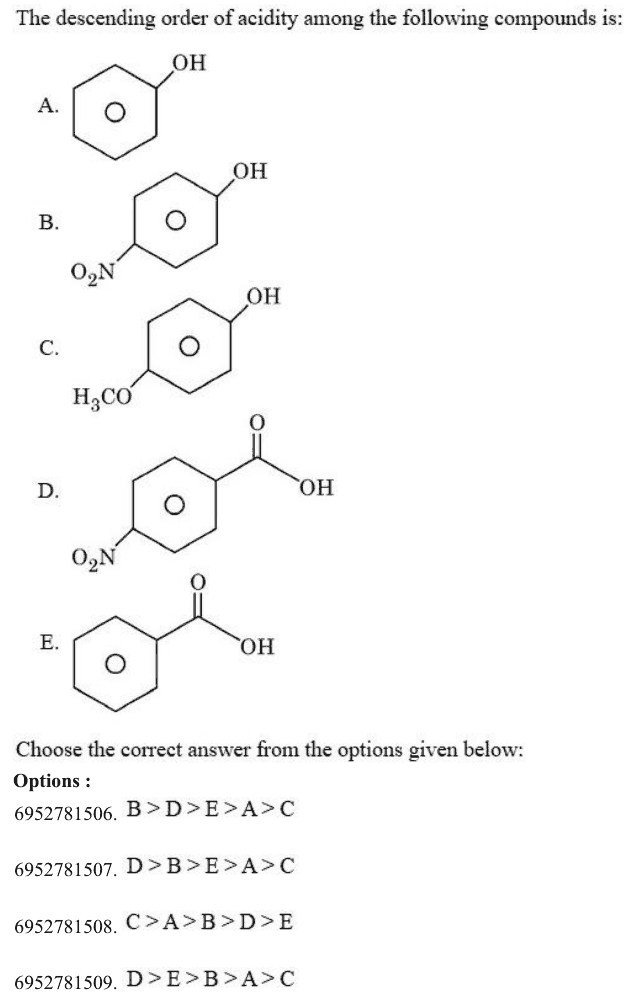 The descending order of acidity among the following compounds is:
OH
A.
OH
B.
O₂N
OH
C.
H₃CO
O
D.
OH
O₂N
O
E.
OH
Choose the correct answer from the options given below:
Options :
6952781506. B>D>E>A>C
6952781507. D>B>E>A>C
6952781508. C>A>B>D>E
6952781509. D>E>B>A>C